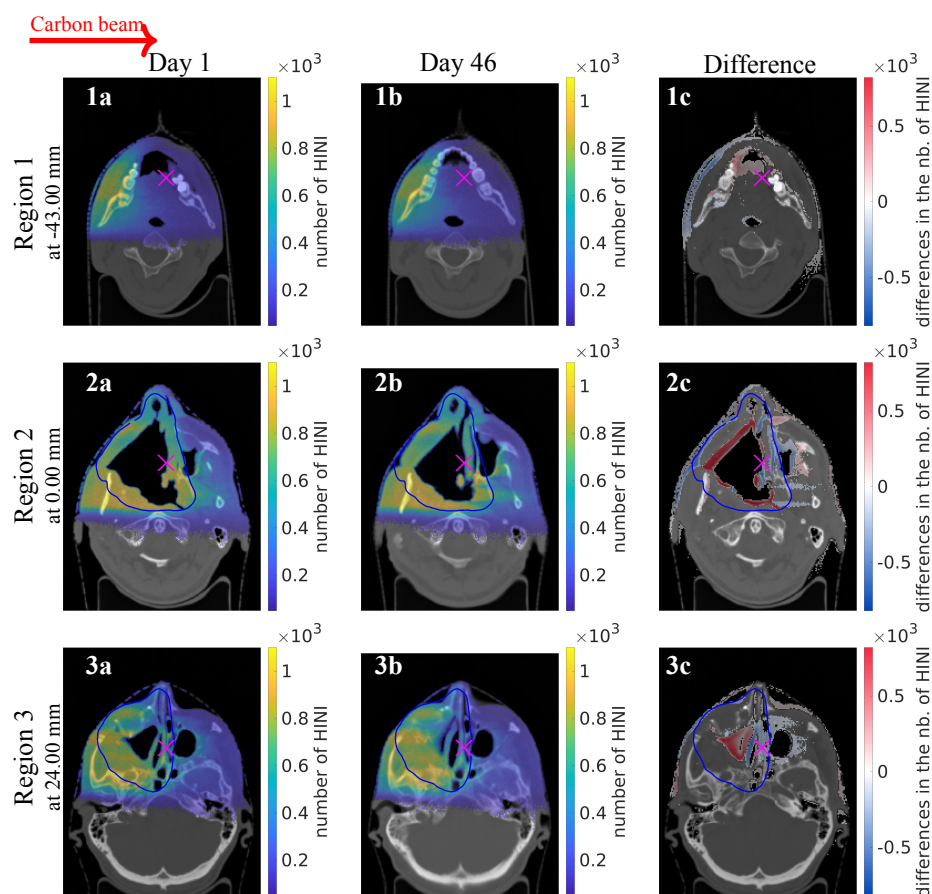 Carbon beam
Day 1
Day 46
Difference
Region 1
at -43.00 mm
1a
×10³
1
0.8
0.6
0.4
0.2
number of HINI
1b
×10³
1
0.8
0.6
0.4
0.2
number of HINI
1c
×10³
0.5
0
-0.5
differences in the nb. of HINI
Region 2
at 0.00 mm
2a
×10³
1
0.8
0.6
0.4
0.2
number of HINI
2b
×10³
1
0.8
0.6
0.4
0.2
number of HINI
2c
×10³
0.5
0
-0.5
differences in the nb. of HINI
Region 3
at 24.00 mm
3a
×10³
1
0.8
0.6
0.4
0.2
number of HINI
3b
×10³
1
0.8
0.6
0.4
0.2
number of HINI
3c
×10³
0.5
0
-0.5
differences in the nb. of HINI